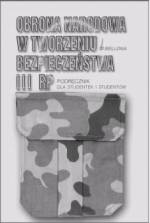 OBRONA NARODOWA
W TWORZENIU
BEZPIECZEŃSTWA
III RP
PODRĘCZNIK
DLA STUDENTEK I STUDENTÓW